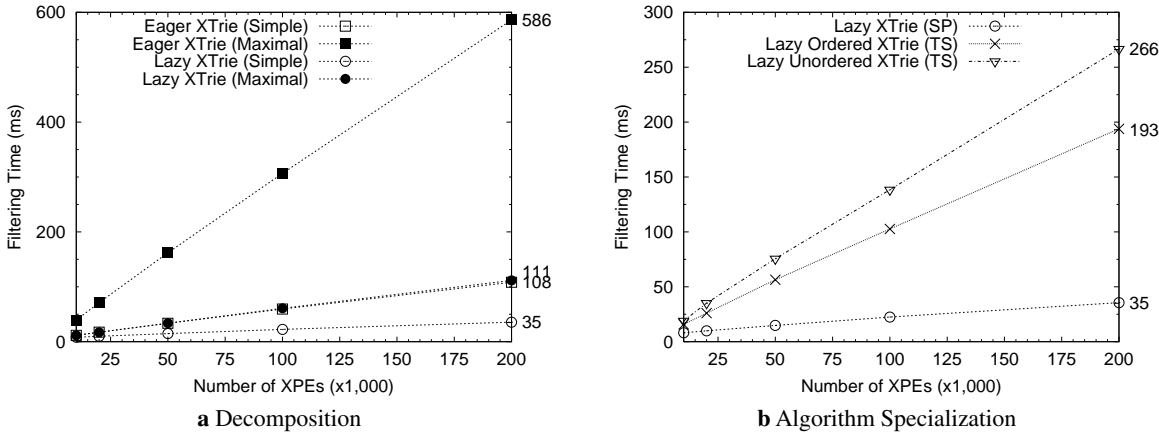 600
400
200
0
Filtering Time (ms)
Eager XTrie (Simple)
Eager XTrie (Maximal)
Lazy XTrie (Simple)
Lazy XTrie (Maximal)
586
111
108
35
25 50 75 100 125 150 175 200
Number of XPEs (x1,000)
a Decomposition
300
250
200
150
100
50
0
Filtering Time (ms)
Lazy XTrie (SP)
Lazy Ordered XTrie (TS)
Lazy Unordered XTrie (TS)
266
193
35
25 50 75 100 125 150 175 200
Number of XPEs (x1,000)
b Algorithm Specialization